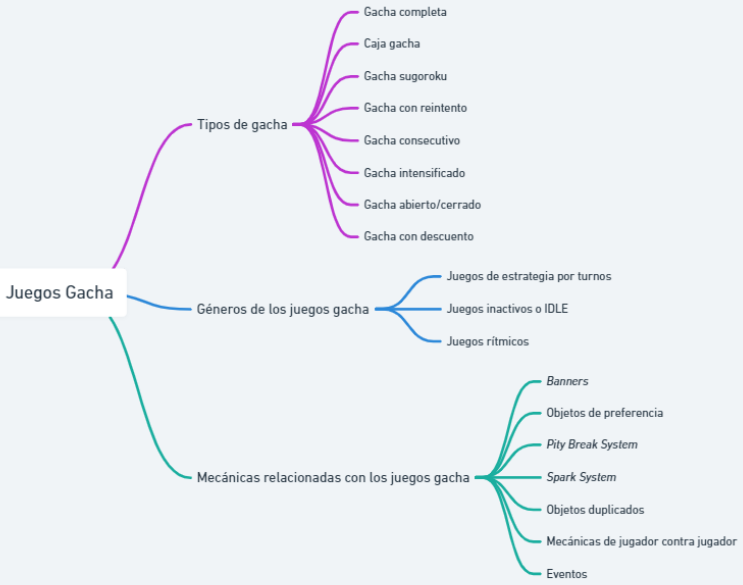 Juegos Gacha
Tipos de gacha
Gacha completa
Caja gacha
Gacha sugoroku
Gacha con reintento
Gacha consecutivo
Gacha intensificado
Gacha abierto/cerrado
Gacha con descuento
Géneros de los juegos gacha
Juegos de estrategia por turnos
Juegos inactivos o IDLE
Juegos rítmicos
Mecánicas relacionadas con los juegos gacha
Banners
Objetos de preferencia
Pity Break System
Spark System
Objetos duplicados
Mecánicas de jugador contra jugador
Eventos